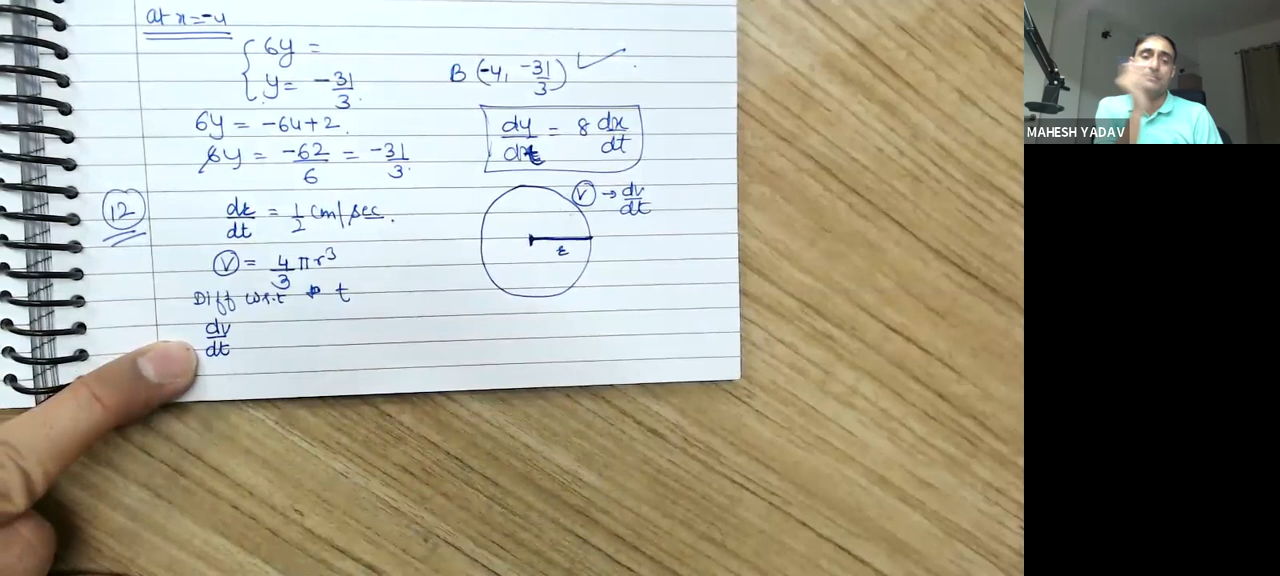 at x=-4
6y =
y = -31/3
B (-4, -31/3) ✓
6y = -64+2.
dy/dt = 8 dx/dt
6y = -62/6 = -31/3.
12
dr/dt = 1/2 cm/sec.
V → dv/dt
r
V = 4/3 πr³
Diff w.r.t t
dv/dt
MAHESH YADAV